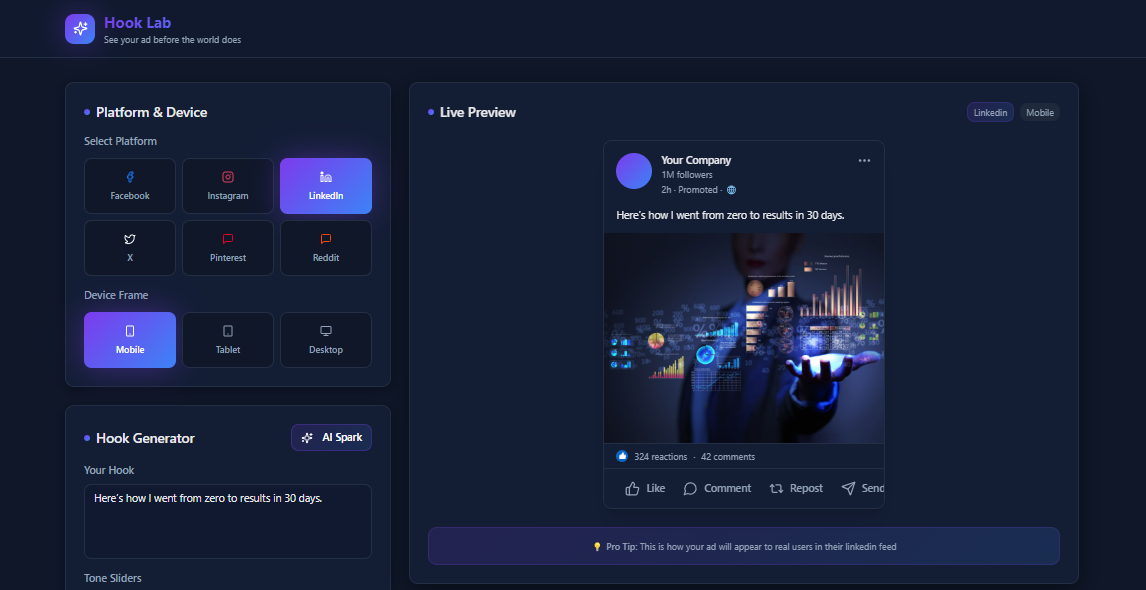 Hook Lab
See your ad before the world does
Platform & Device
Select Platform
Facebook
Instagram
LinkedIn
X
Pinterest
Reddit
Device Frame
Mobile
Tablet
Desktop
Hook Generator
AI Spark
Your Hook
Here's how I went from zero to results in 30 days.
Tone Sliders
Live Preview
Linkedin
Mobile
Your Company
1M followers
2h · Promoted ·
Here's how I went from zero to results in 30 days.
324 reactions · 42 comments
Like
Comment
Repost
Send
Pro Tip: This is how your ad will appear to real users in their linkedin feed